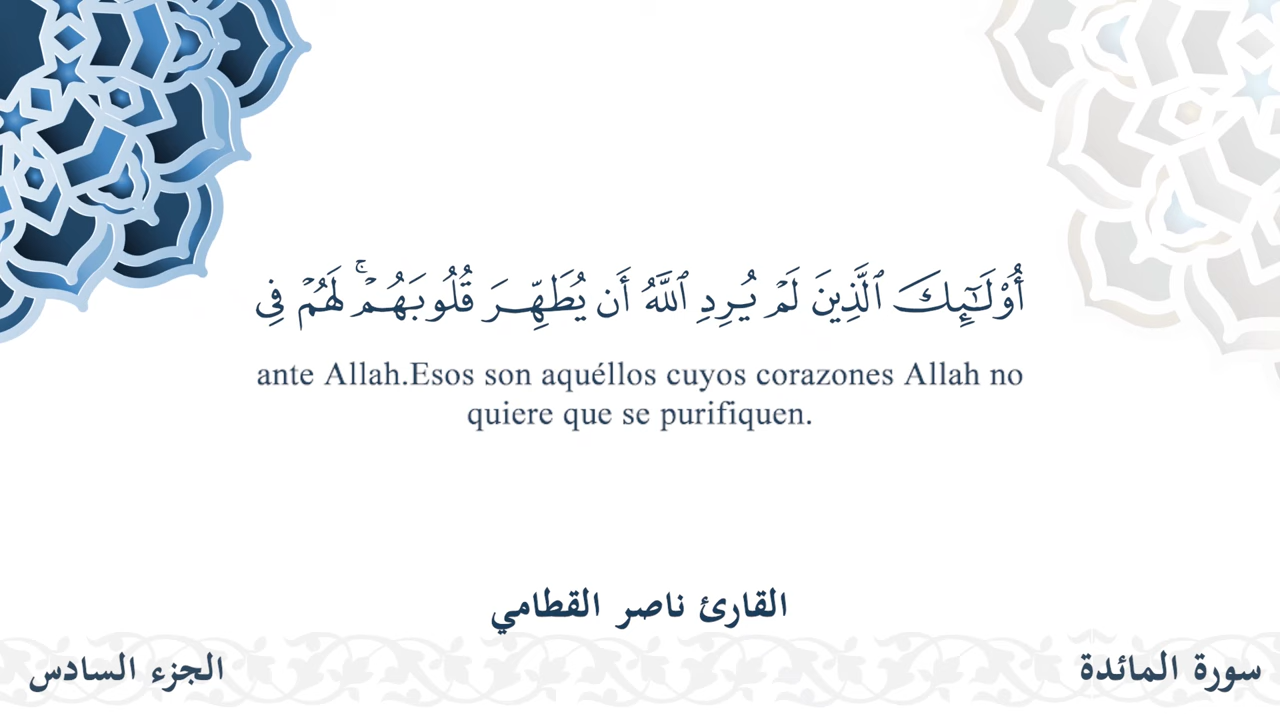 أُو۟لَـٰٓئِكَ ٱلَّذِينَ لَمْ يُرِدِ ٱللَّهُ أَن يُطَهِّرَ قُلُوبَهُمْ ۚ لَهُمْ فِى
ante Allah.Esos son aquéllos cuyos corazones Allah no
quiere que se purifiquen.
القارئ ناصر القطامي
سورة المائدة
الجزء السادس